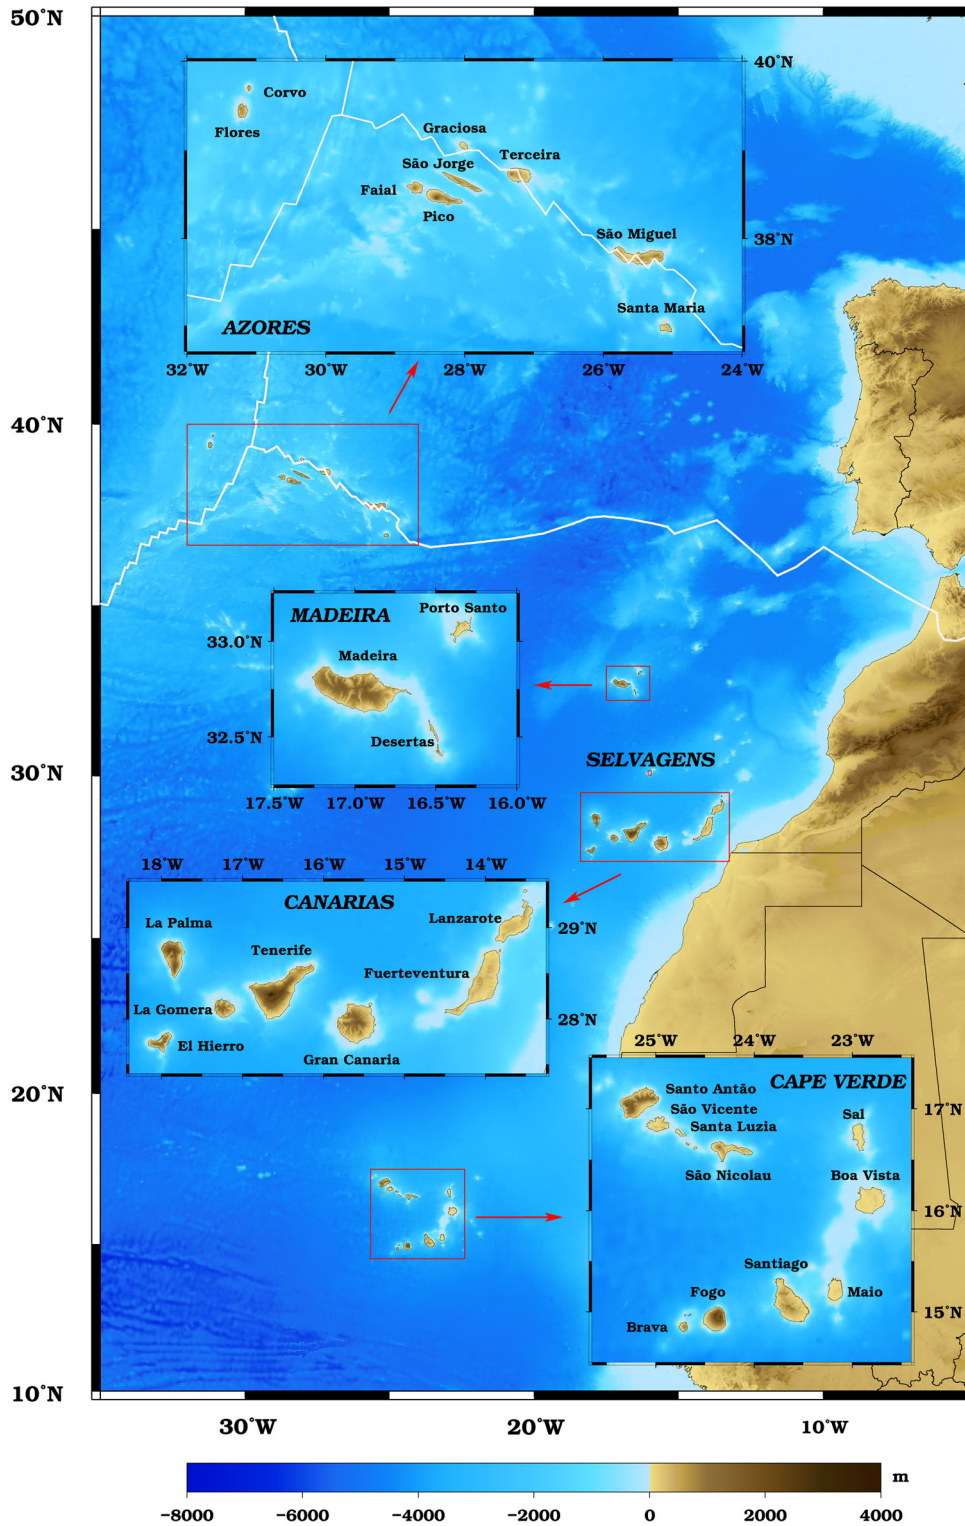 50°N
40°N
Corvo
Flores
Graciosa
São Jorge
Terceira
Faial
Pico
São Miguel
38°N
Santa Maria
AZORES
32°W
30°W
28°W
26°W
24°W
40°N
MADEIRA
Porto Santo
33.0°N
Madeira
32.5°N
Desertas
17.5°W
17.0°W
16.5°W
16.0°W
SELVAGENS
30°N
18°W
17°W
16°W
15°W
14°W
CANARIAS
Lanzarote
La Palma
29°N
Tenerife
Fuerteventura
La Gomera
28°N
El Hierro
Gran Canaria
25°W
24°W
23°W
20°N
CAPE VERDE
Santo Antão
São Vicente
17°N
Sal
Santa Luzia
São Nicolau
Boa Vista
16°N
Santiago
Fogo
Maio
15°N
Brava
10°N
30°W
20°W
10°W
m
−8000
−6000
−4000
−2000
0
2000
4000